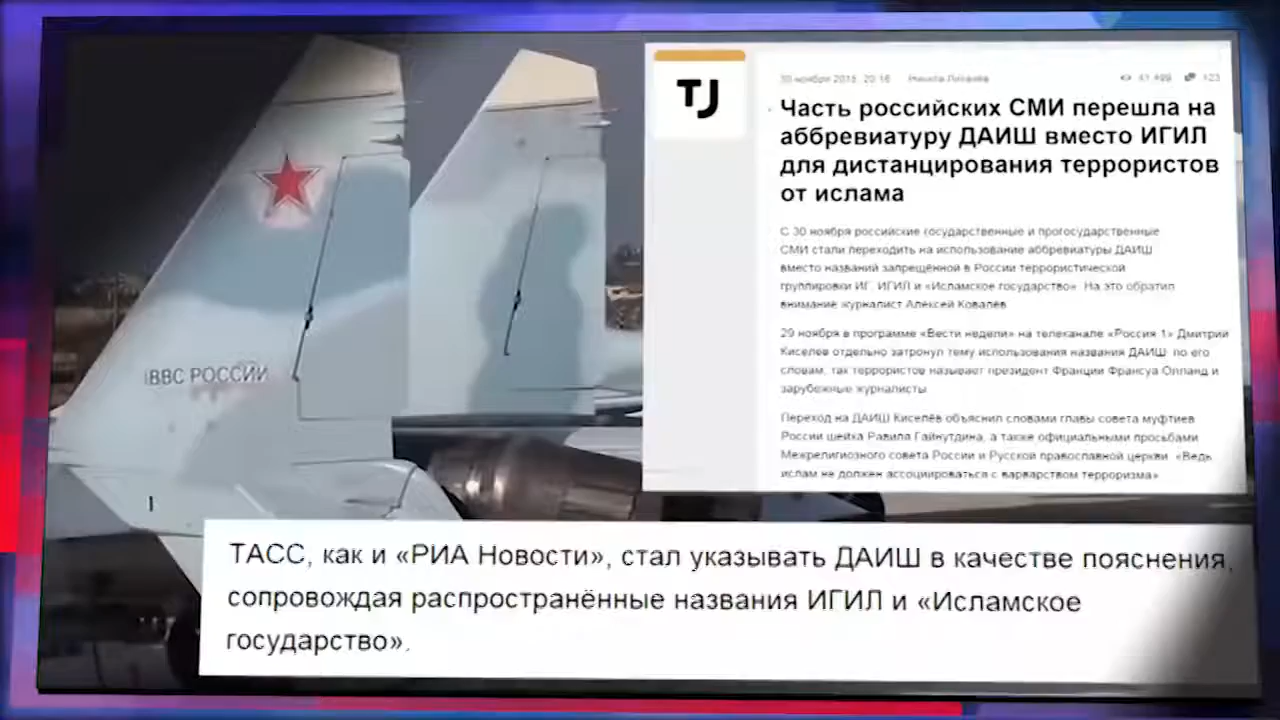 TJ
30 ноября 2015, 20:16
Часть российских СМИ перешла на
аббревиатуру ДАИШ вместо ИГИЛ
для дистанцирования террористов
от ислама
С 30 ноября российские государственные и прогосударственные
СМИ стали переходить на использование аббревиатуры ДАИШ
вместо названий запрещённой в России террористической
группировки ИГ, ИГИЛ и «Исламское государство». На это обратил
внимание журналист Алексей Ковалёв.
29 ноября в программе «Вести недели» на телеканале «Россия 1» Дмитрий
Киселёв отдельно затронул тему использования названия ДАИШ: по его
словам, так террористов называет президент Франции Франсуа Олланд и
зарубежные журналисты.
Переход на ДАИШ Киселёв объяснил словами главы совета муфтиев
России шейха Равиля Гайнутдина, а также официальными просьбами
Межрелигиозного совета России и Русской православной церкви: «Ведь
ислам не должен ассоциироваться с варварством терроризма».
ВВС РОССИИ
ТАСС, как и «РИА Новости», стал указывать ДАИШ в качестве пояснения,
сопровождая распространённые названия ИГИЛ и «Исламское
государство».